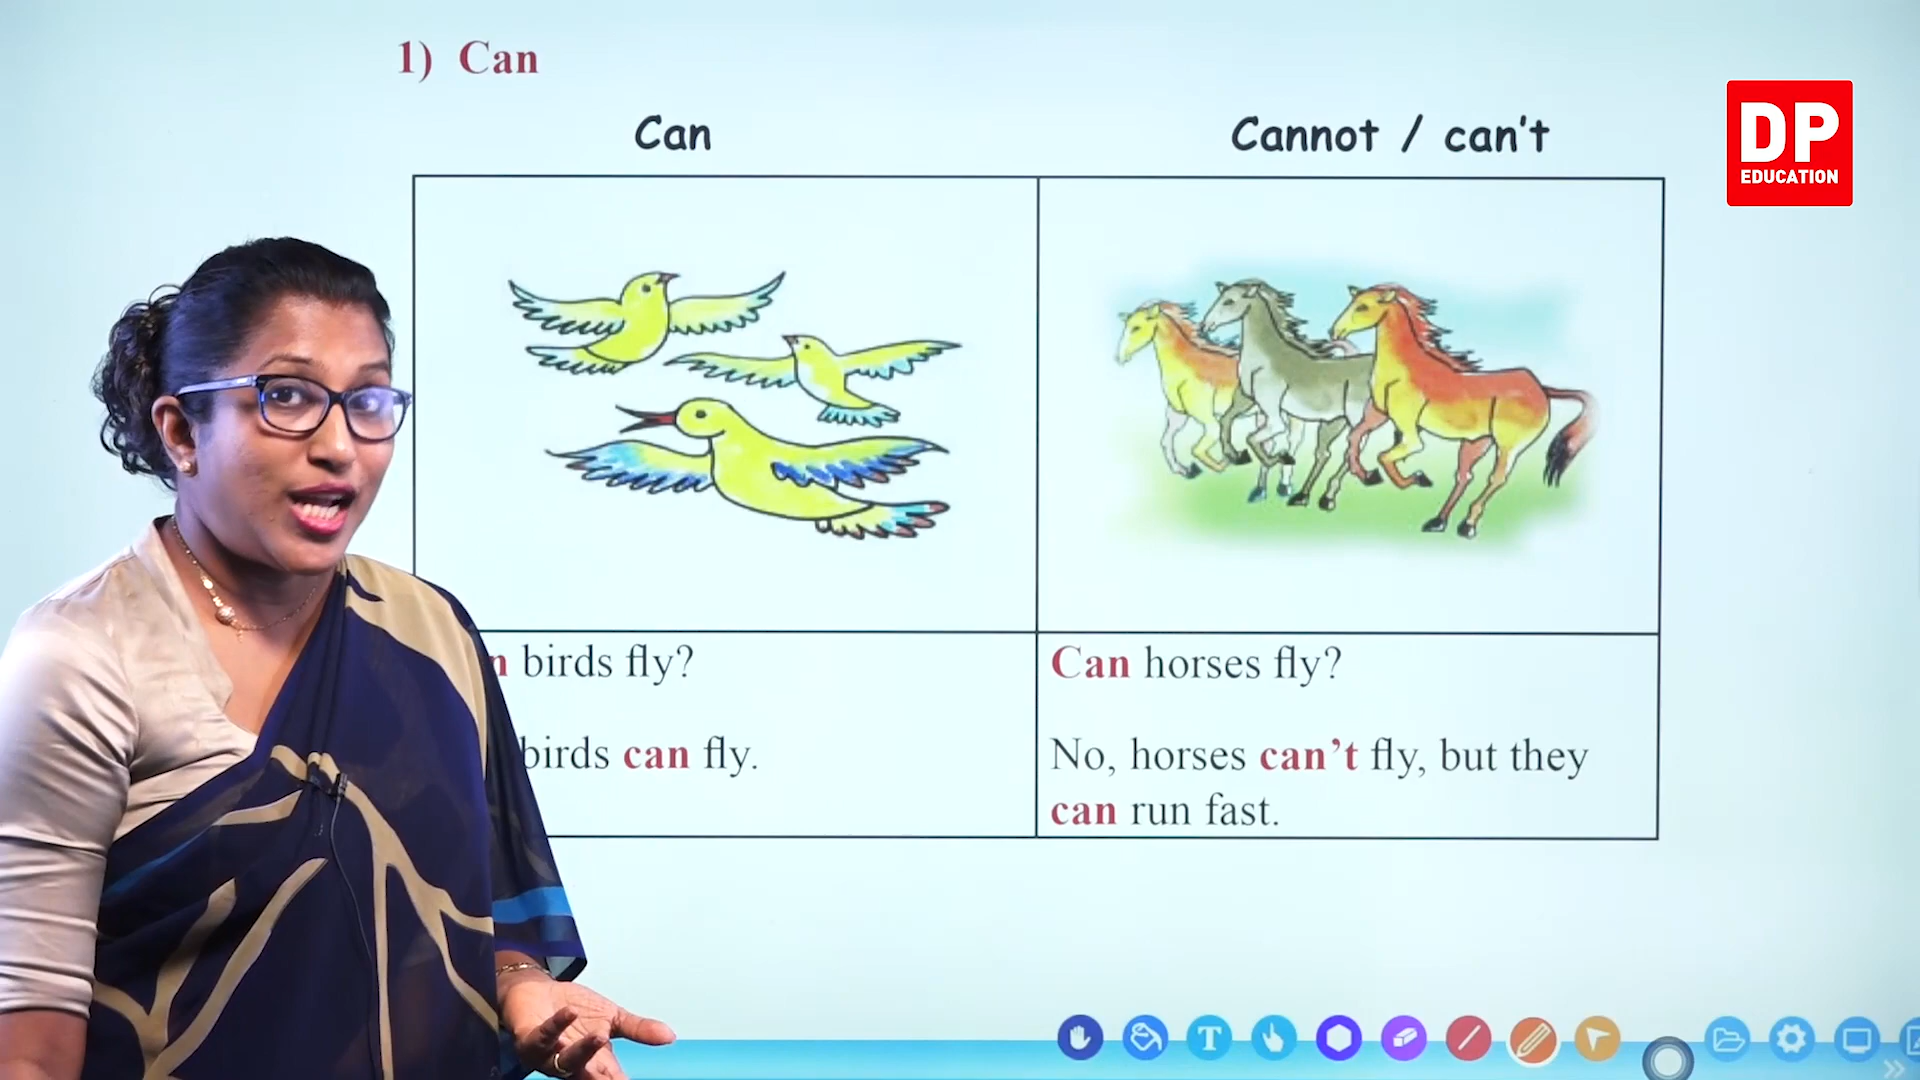 1) Can
Can
Cannot / can't
DP
EDUCATION
birds fly?
Can horses fly?
birds can fly.
No, horses can't fly, but they
can run fast.
T